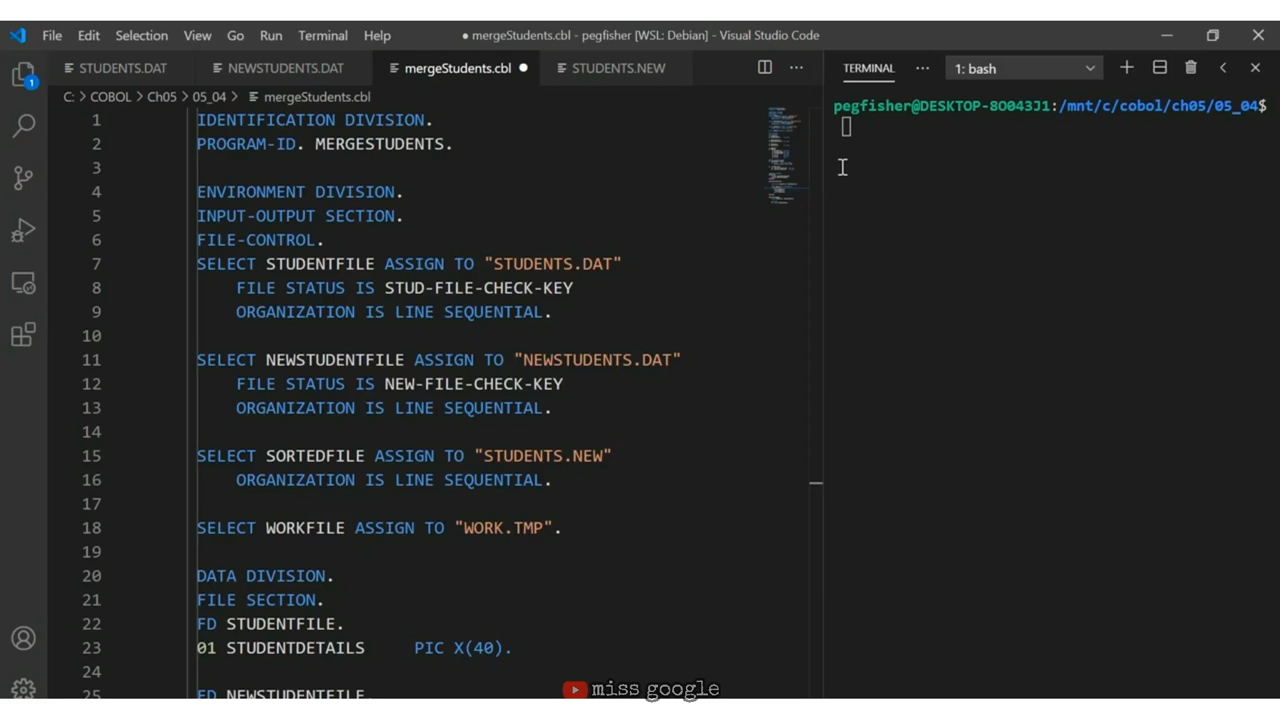 File Edit Selection View Go Run Terminal Help ● mergeStudents.cbl - pegfisher [WSL: Debian] - Visual Studio Code
STUDENTS.DAT NEWSTUDENTS.DAT mergeStudents.cbl ● STUDENTS.NEW ... TERMINAL ... 1: bash
1
C: > COBOL > Ch05 > 05_04 > mergeStudents.cbl
pegfisher@DESKTOP-8O043J1:/mnt/c/cobol/ch05/05_04$
1 IDENTIFICATION DIVISION.
2 PROGRAM-ID. MERGESTUDENTS.
3
4 ENVIRONMENT DIVISION.
5 INPUT-OUTPUT SECTION.
6 FILE-CONTROL.
7 SELECT STUDENTFILE ASSIGN TO "STUDENTS.DAT"
8 FILE STATUS IS STUD-FILE-CHECK-KEY
9 ORGANIZATION IS LINE SEQUENTIAL.
10
11 SELECT NEWSTUDENTFILE ASSIGN TO "NEWSTUDENTS.DAT"
12 FILE STATUS IS NEW-FILE-CHECK-KEY
13 ORGANIZATION IS LINE SEQUENTIAL.
14
15 SELECT SORTEDFILE ASSIGN TO "STUDENTS.NEW"
16 ORGANIZATION IS LINE SEQUENTIAL.
17
18 SELECT WORKFILE ASSIGN TO "WORK.TMP".
19
20 DATA DIVISION.
21 FILE SECTION.
22 FD STUDENTFILE.
23 01 STUDENTDETAILS PIC X(40).
24
25 FD NEWSTUDENTFILE.
miss google